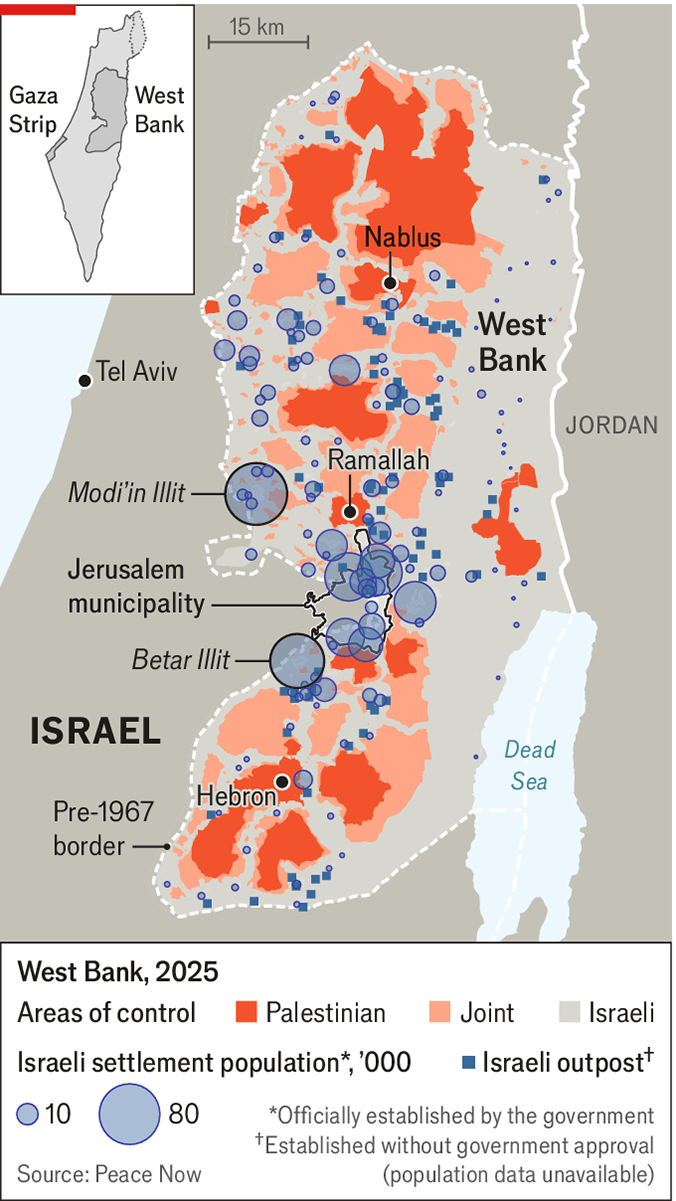 15 km
Gaza
Strip
West
Bank
Nablus
West
Bank
Tel Aviv
JORDAN
Ramallah
Modi’in Illit
Jerusalem
municipality
Betar Illit
ISRAEL
Dead
Sea
Hebron
Pre-1967
border
West Bank, 2025
Areas of control
Palestinian
Joint
Israeli
Israeli settlement population*, ’000
Israeli outpost†
10
80
*Officially established by the government
†Established without government approval
(population data unavailable)
Source: Peace Now